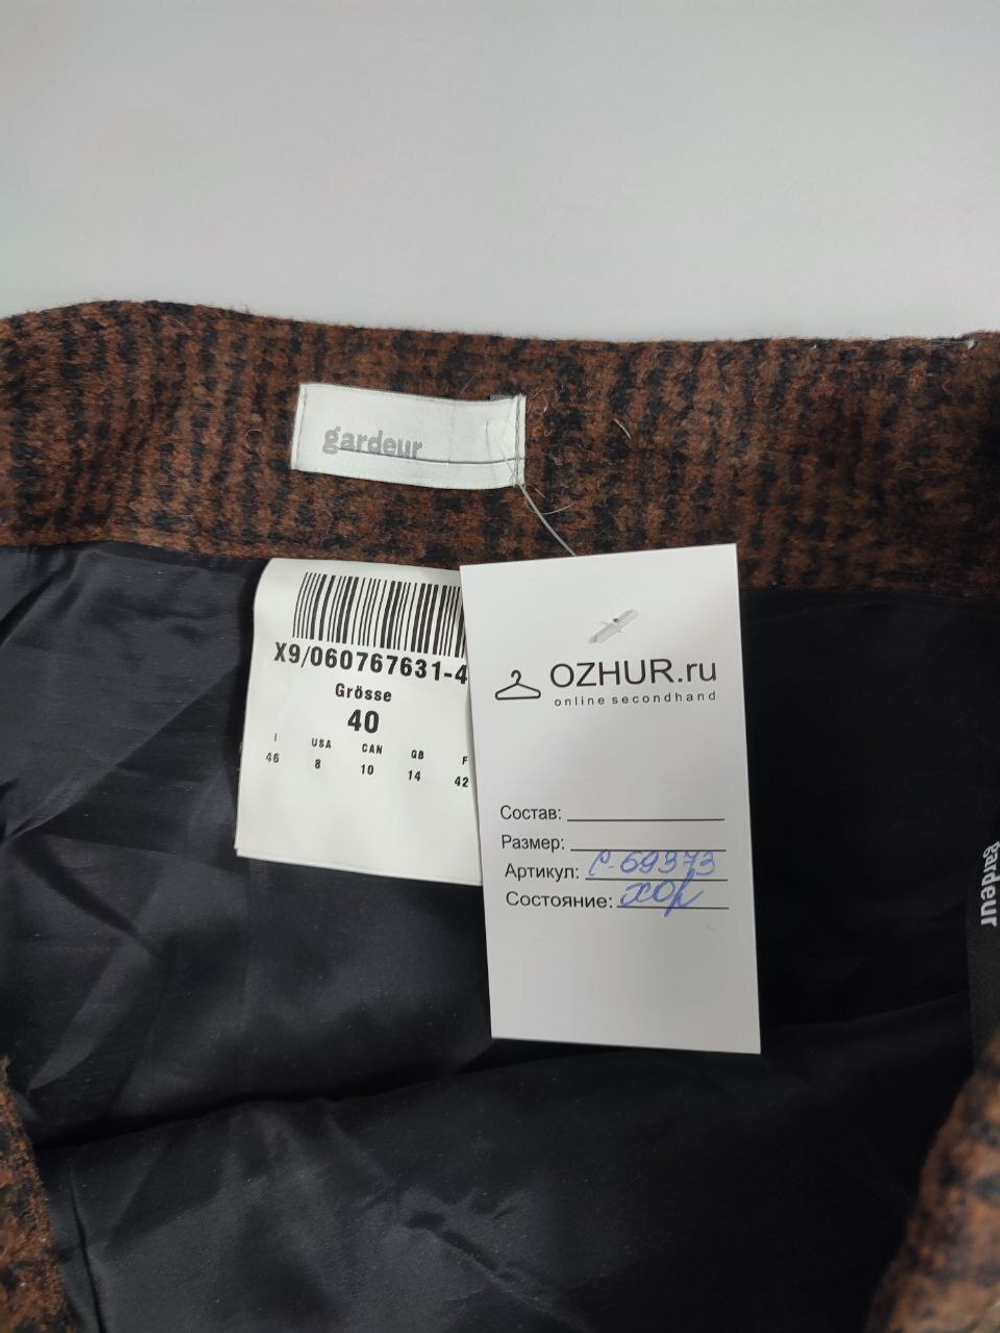 gardeur
X9/060767631-4
Grösse
40
I USA CAN GB F
46 8 10 14 42
OZHUR.ru
online secondhand
Состав:
Размер:
Артикул: С-69373
Состояние: хор
gardeur